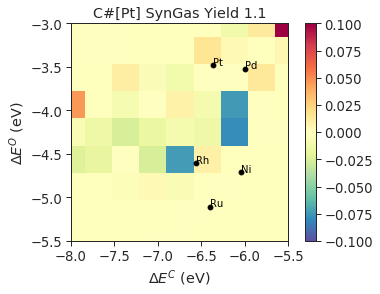 C#[Pt] SynGas Yield 1.1
ΔE^O (eV)
−3.0
−3.5
−4.0
−4.5
−5.0
−5.5
Pt
Pd
Rh
Ni
Ru
−8.0 −7.5 −7.0 −6.5 −6.0 −5.5
ΔE^C (eV)
0.100
0.075
0.050
0.025
0.000
−0.025
−0.050
−0.075
−0.100